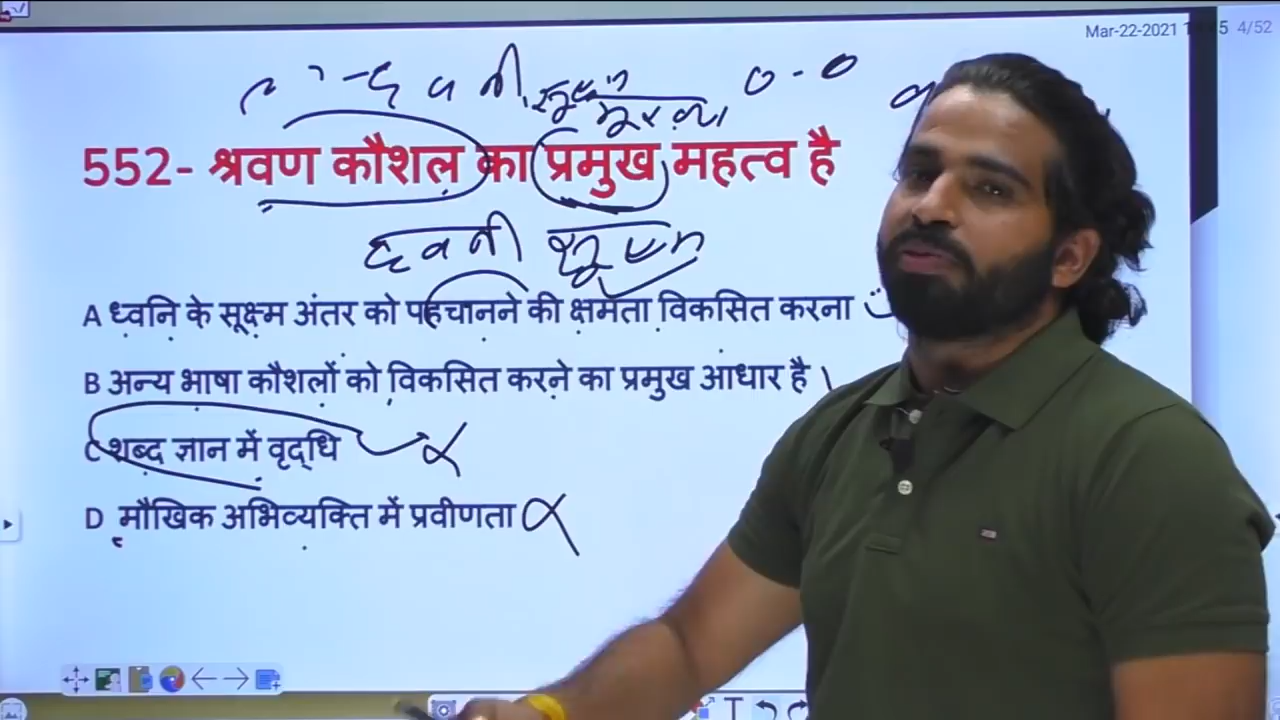 Mar-22-2021 4/52
552- श्रवण कौशल का प्रमुख महत्व है
A ध्वनि के सूक्ष्म अंतर को पहचानने की क्षमता विकसित करना
B अन्य भाषा कौशलों को विकसित करने का प्रमुख आधार है
C शब्द ज्ञान में वृद्धि
D मौखिक अभिव्यक्ति में प्रवीणता